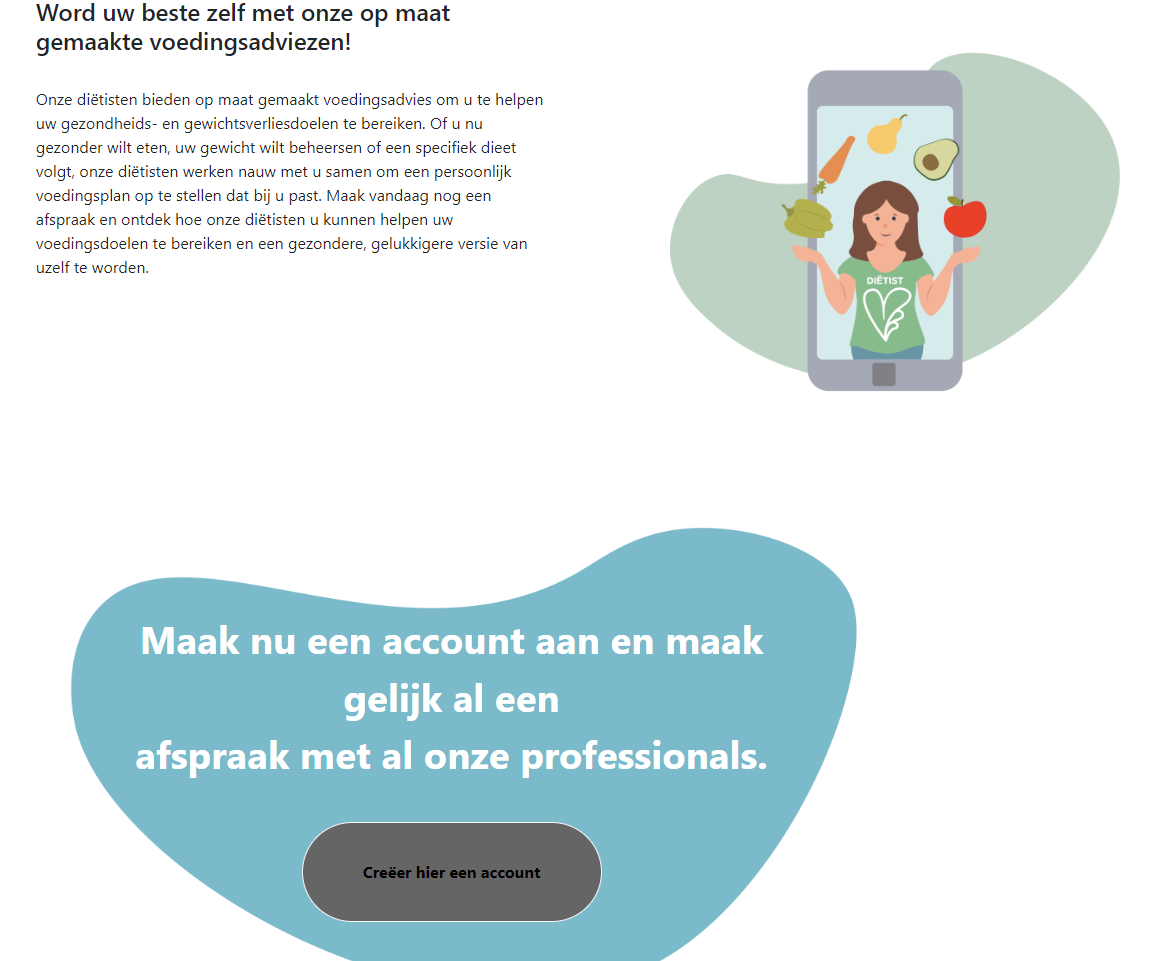 Word uw beste zelf met onze op maat
gemaakte voedingsadviezen!
Onze diëtisten bieden op maat gemaakt voedingsadvies om u te helpen
uw gezondheids- en gewichtsverliesdoelen te bereiken. Of u nu
gezonder wilt eten, uw gewicht wilt beheersen of een specifiek dieet
volgt, onze diëtisten werken nauw met u samen om een persoonlijk
voedingsplan op te stellen dat bij u past. Maak vandaag nog een
afspraak en ontdek hoe onze diëtisten u kunnen helpen uw
voedingsdoelen te bereiken en een gezondere, gelukkigere versie van
uzelf te worden.
DIËTIST
Maak nu een account aan en maak
gelijk al een
afspraak met al onze professionals.
Creëer hier een account